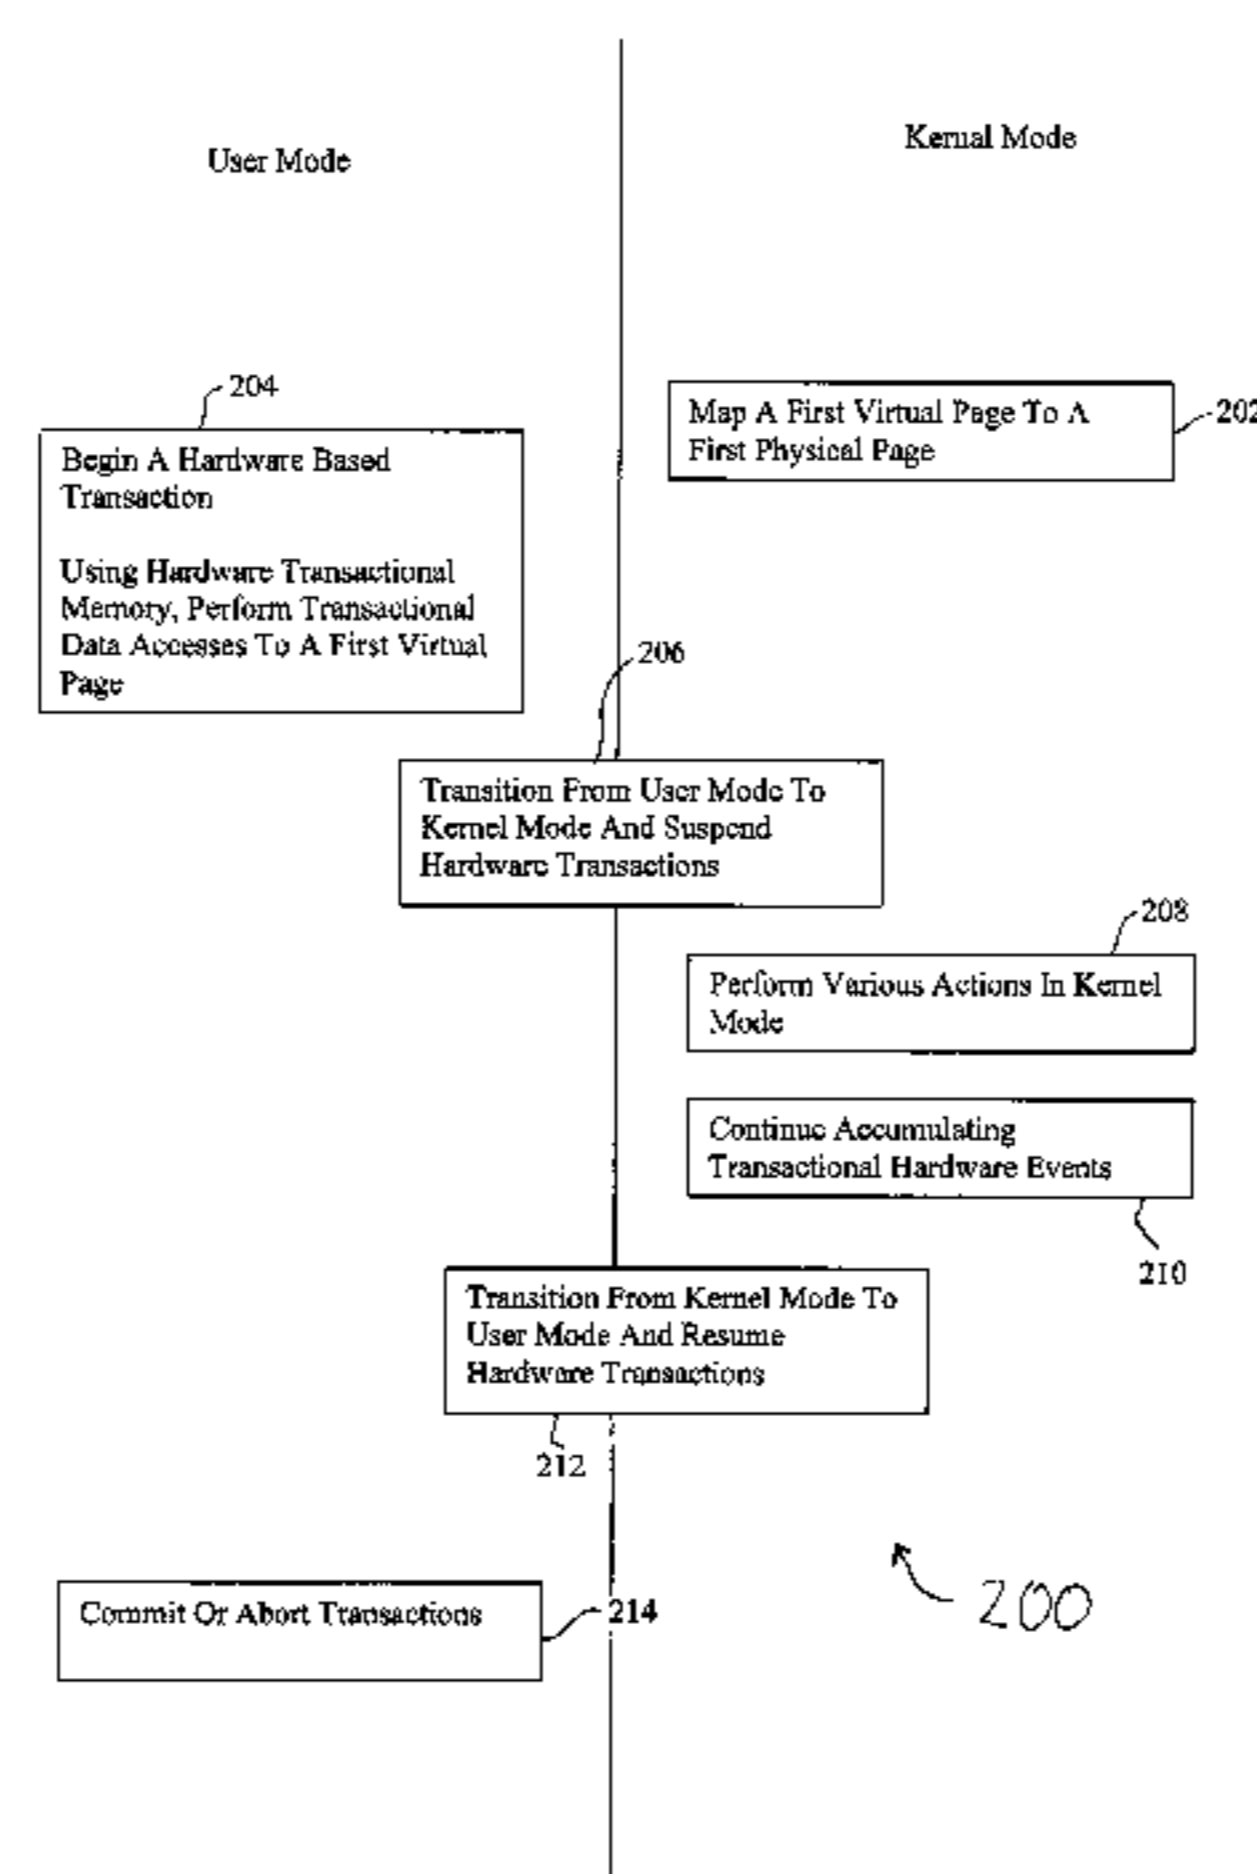 User Mode
Kernal Mode
204
Begin A Hardware Based
Transaction
Using Hardware Transactional
Memory, Perform Transactional
Data Accesses To A First Virtual
Page
Map A First Virtual Page To A
First Physical Page
202
206
Transition From User Mode To
Kernel Mode And Suspend
Hardware Transactions
208
Perform Various Actions In Kernel
Mode
Continue Accumulating
Transactional Hardware Events
210
Transition From Kernel Mode To
User Mode And Resume
Hardware Transactions
212
Commit Or Abort Transactions
214
200